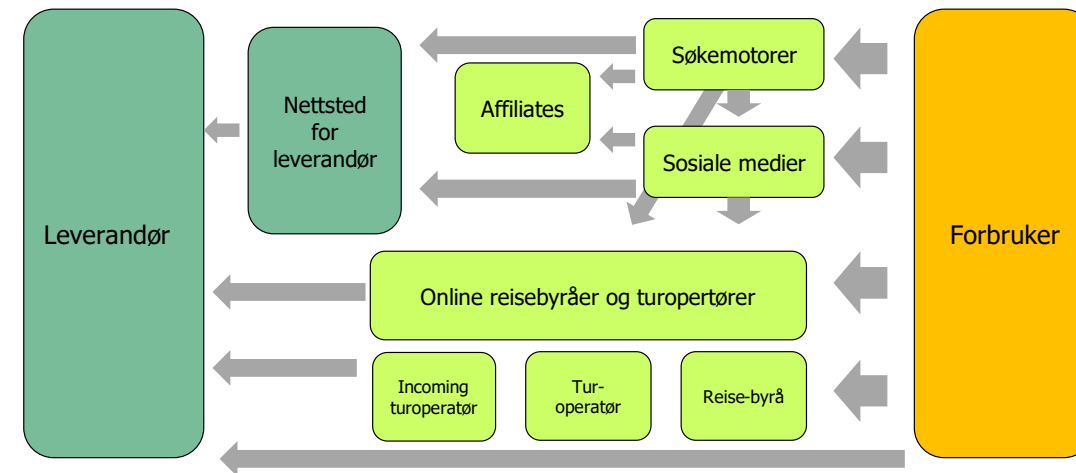 Søkemotorer
Affiliates
Nettsted
for
leverandør
Sosiale medier
Leverandør
Forbruker
Online reisebyråer og turopertører
Incoming
turoperatør
Tur-
operatør
Reise-byrå